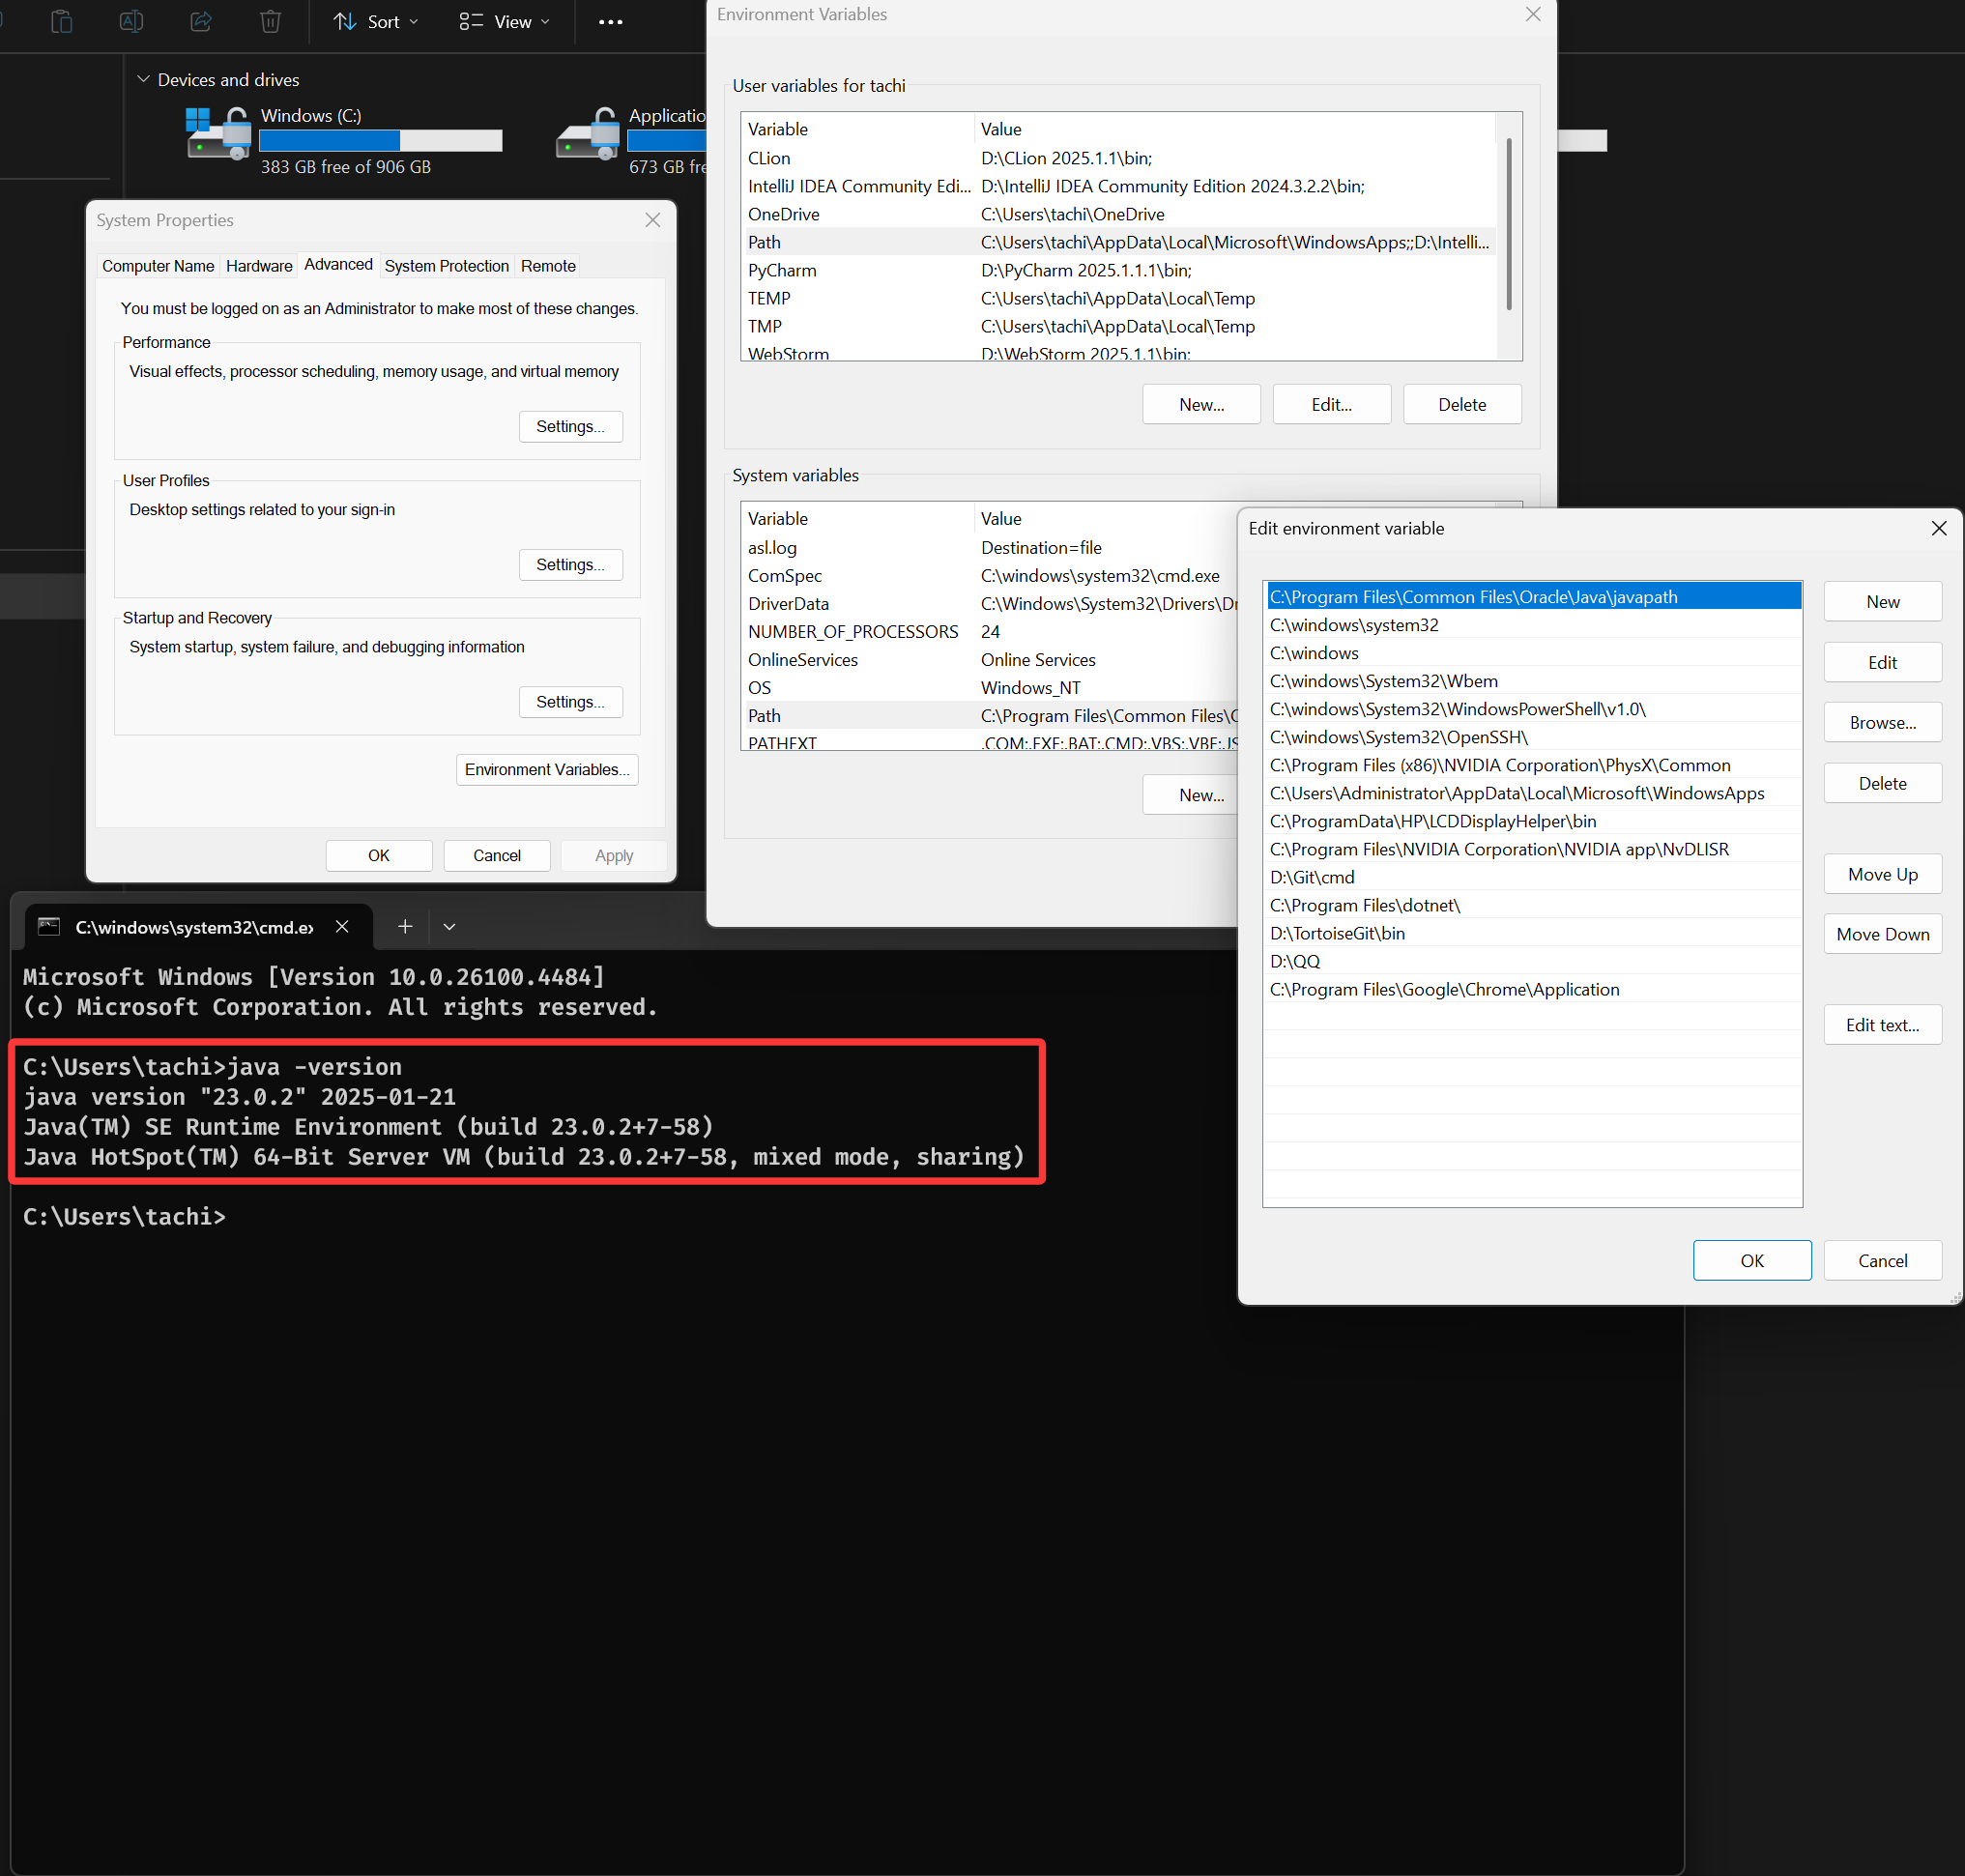 Sort
View
Devices and drives
Windows (C:)
383 GB free of 906 GB
Applicatio
673 GB fre
System Properties
Computer Name
Hardware
Advanced
System Protection
Remote
You must be logged on as an Administrator to make most of these changes.
Performance
Visual effects, processor scheduling, memory usage, and virtual memory
Settings...
User Profiles
Desktop settings related to your sign-in
Settings...
Startup and Recovery
System startup, system failure, and debugging information
Settings...
Environment Variables...
OK
Cancel
Apply
Environment Variables
User variables for tachi
Variable Value
CLion D:\CLion 2025.1.1\bin;
IntelliJ IDEA Community Edi... D:\IntelliJ IDEA Community Edition 2024.3.2.2\bin;
OneDrive C:\Users\tachi\OneDrive
Path C:\Users\tachi\AppData\Local\Microsoft\WindowsApps;;D:\Intelli...
PyCharm D:\PyCharm 2025.1.1.1\bin;
TEMP C:\Users\tachi\AppData\Local\Temp
TMP C:\Users\tachi\AppData\Local\Temp
WebStorm D:\WebStorm 2025.1.1\bin;
New...
Edit...
Delete
System variables
Variable Value
asl.log Destination=file
ComSpec C:\windows\system32\cmd.exe
DriverData C:\Windows\System32\Drivers\Dr
NUMBER_OF_PROCESSORS 24
OnlineServices Online Services
OS Windows_NT
Path C:\Program Files\Common Files\C
PATHEXT .COM;.EXE;.BAT;.CMD;.VBS;.VBE;.JS
New...
Edit environment variable
C:\Program Files\Common Files\Oracle\Java\javapath
C:\windows\system32
C:\windows
C:\windows\System32\Wbem
C:\windows\System32\WindowsPowerShell\v1.0\
C:\windows\System32\OpenSSH\
C:\Program Files (x86)\NVIDIA Corporation\PhysX\Common
C:\Users\Administrator\AppData\Local\Microsoft\WindowsApps
C:\ProgramData\HP\LCDDisplayHelper\bin
C:\Program Files\NVIDIA Corporation\NVIDIA app\NvDLISR
D:\Git\cmd
C:\Program Files\dotnet\
D:\TortoiseGit\bin
D:\QQ
C:\Program Files\Google\Chrome\Application
New
Edit
Browse...
Delete
Move Up
Move Down
Edit text...
OK
Cancel
C:\windows\system32\cmd.ex
Microsoft Windows [Version 10.0.26100.4484]
(c) Microsoft Corporation. All rights reserved.
C:\Users\tachi>java -version
java version "23.0.2" 2025-01-21
Java(TM) SE Runtime Environment (build 23.0.2+7-58)
Java HotSpot(TM) 64-Bit Server VM (build 23.0.2+7-58, mixed mode, sharing)
C:\Users\tachi>